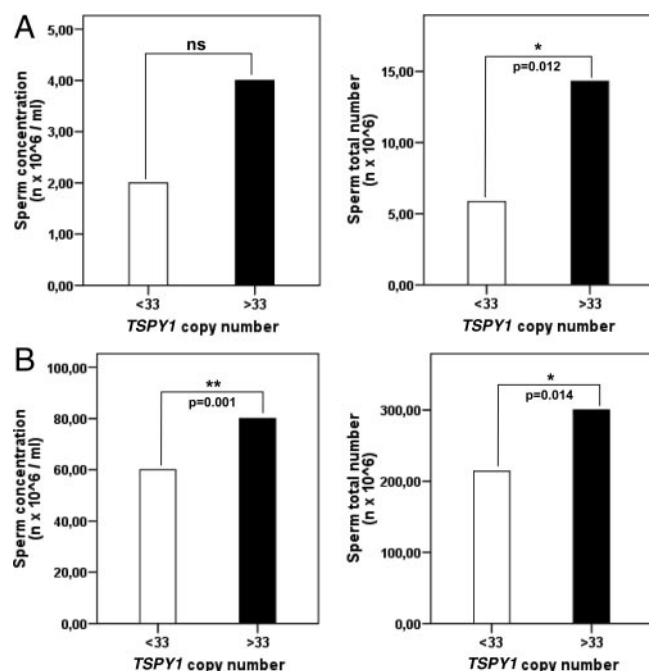 A
Sperm concentration
(n x 10^6 / ml)
5,00
4,00
3,00
2,00
1,00
0,00
ns
<33
>33
TSPY1 copy number
Sperm total number
(n x 10^6)
15,00
10,00
5,00
0,00
*
p=0.012
<33
>33
TSPY1 copy number
B
Sperm concentration
(n x 10^6 / ml)
100,00
80,00
60,00
40,00
20,00
0,00
**
p=0.001
<33
>33
TSPY1 copy number
Sperm total number
(n x 10^6)
300,00
200,00
100,00
0,00
*
p=0.014
<33
>33
TSPY1 copy number